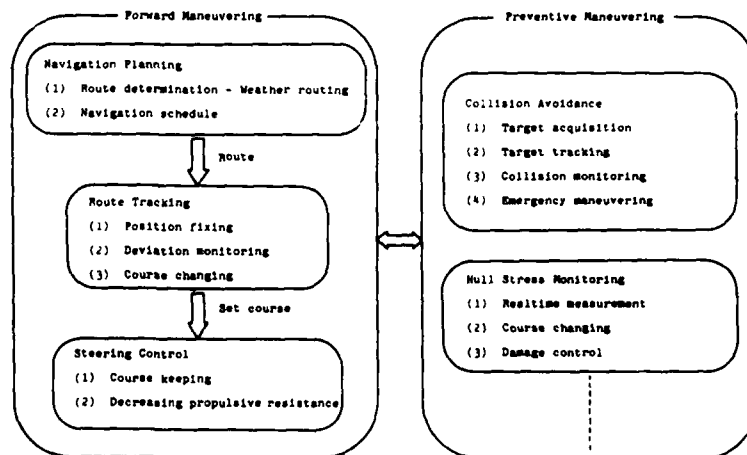 Forward Maneuvering
Navigation Planning
(1) Route determination - Weather routing
(2) Navigation schedule
Route
Route Tracking
(1) Position fixing
(2) Deviation monitoring
(3) Course changing
Set course
Steering Control
(1) Course keeping
(2) Decreasing propulsive resistance
Preventive Maneuvering
Collision Avoidance
(1) Target acquisition
(2) Target tracking
(3) Collision monitoring
(4) Emergency maneuvering
Hull Stress Monitoring
(1) Realtime measurement
(2) Course changing
(3) Damage control